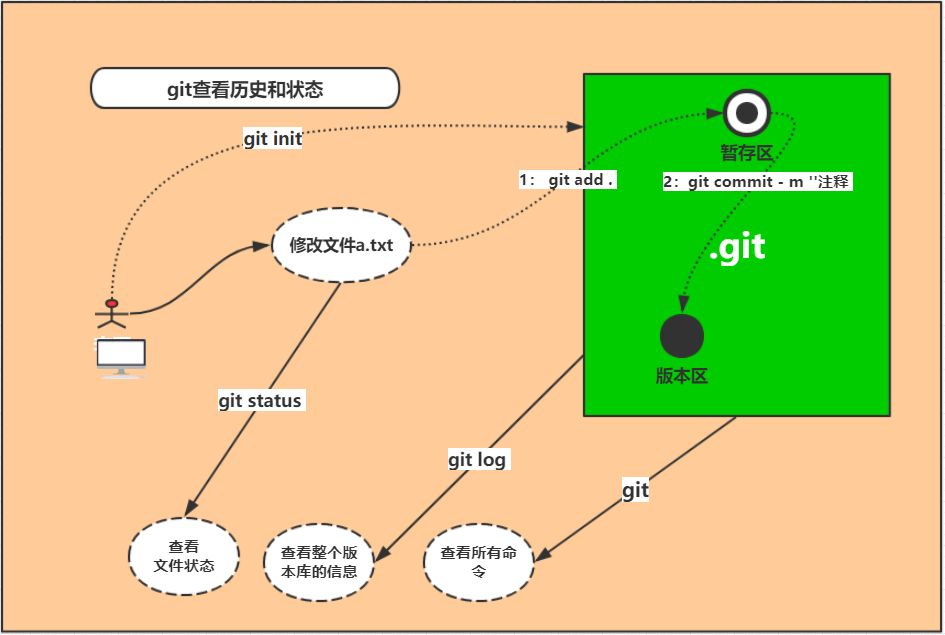 git查看历史和状态
git init
暂存区
1： git add .
2：git commit - m ''注释
修改文件a.txt
.git
版本区
git status
git log
git
查看
文件状态
查看整个版
本库的信息
查看所有命
令